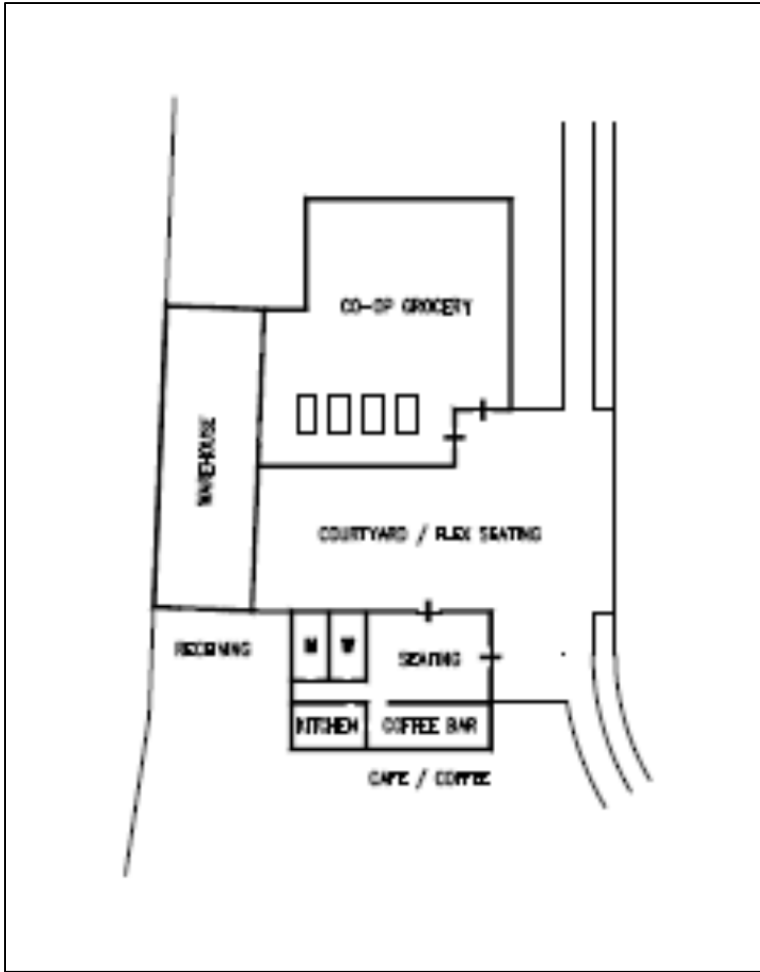 CO-OP GROCERY
WAREHOUSE
COURTYARD / FLEX SEATING
RECEIVING
M
W
SEATING
KITCHEN
COFFEE BAR
CAFE / COFFEE